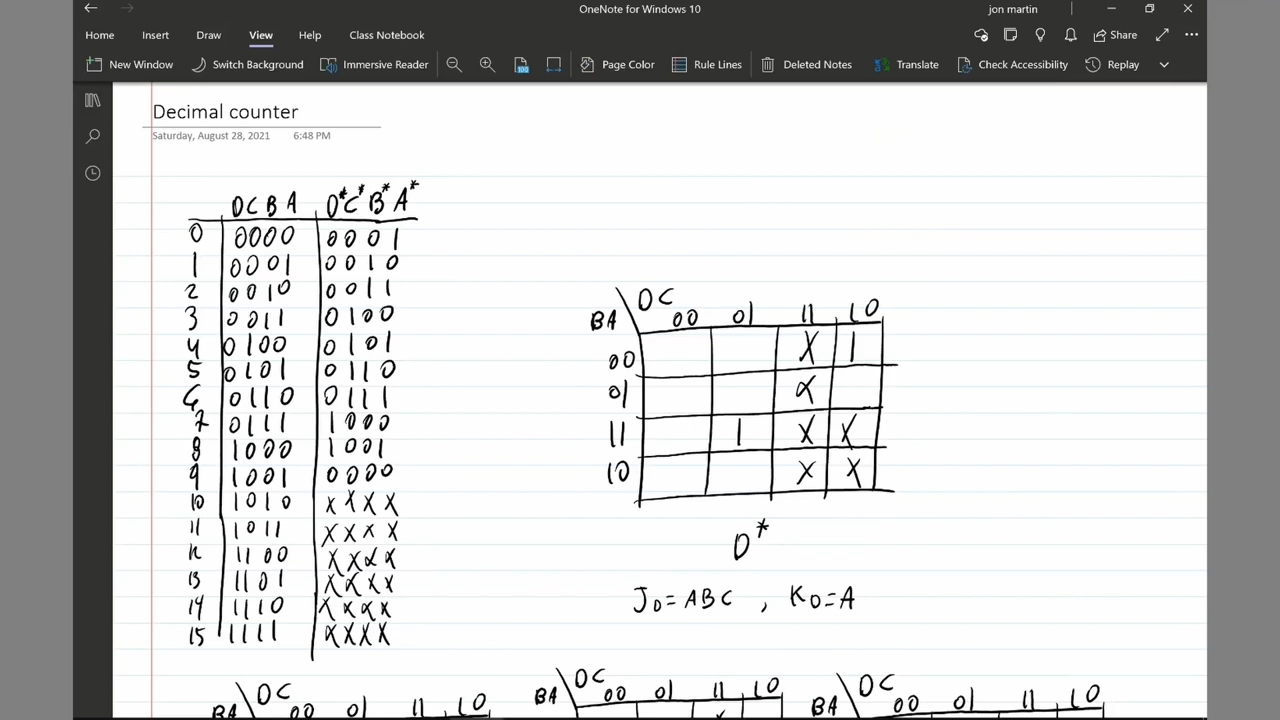 OneNote for Windows 10
jon martin
Home Insert Draw View Help Class Notebook Share
New Window Switch Background Immersive Reader 100 Page Color Rule Lines Deleted Notes Translate Check Accessibility Replay
Decimal counter
Saturday, August 28, 2021 6:48 PM
D C B A D* C* B* A*
0 0000 0001
1 0001 0010
2 0010 0011
3 0011 0100
4 0100 0101
5 0101 0110
6 0110 0111
7 0111 1000
8 1000 1001
9 1001 0000
10 1010 XXXX
11 1011 XXXX
12 1100 XXXX
13 1101 XXXX
14 1110 XXXX
15 1111 XXXX
DC
BA 00 01 11 10
00 X 1
01 X
11 1 X X
10 X X
D*
JD = ABC , KD = A
BA DC 00 01 11 10
BA DC 00 01 11 10
BA DC 00 01 11 10